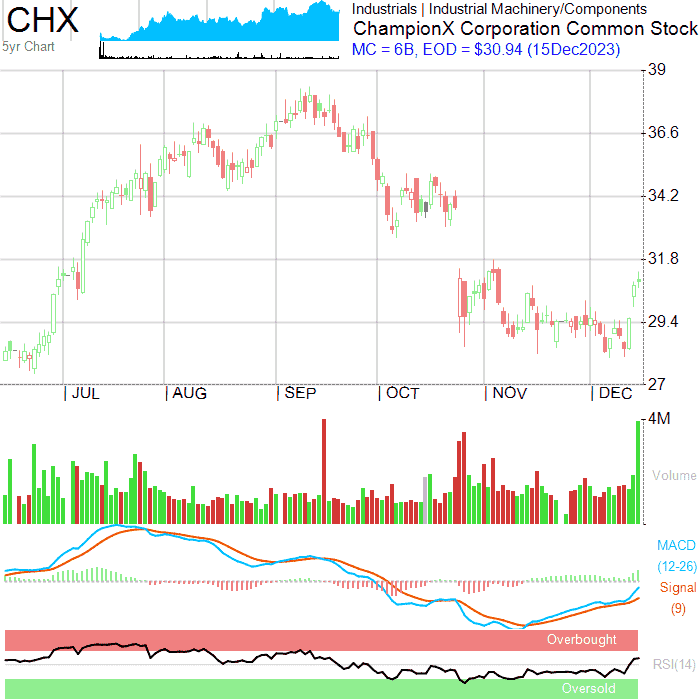 CHX
5yr Chart
Industrials | Industrial Machinery/Components
ChampionX Corporation Common Stock
MC = 6B, EOD = $30.94 (15Dec2023)
39
36.6
34.2
31.8
29.4
27
JUL AUG SEP OCT NOV DEC
4M
Volume
MACD
(12-26)
Signal
(9)
Overbought
RSI(14)
Oversold